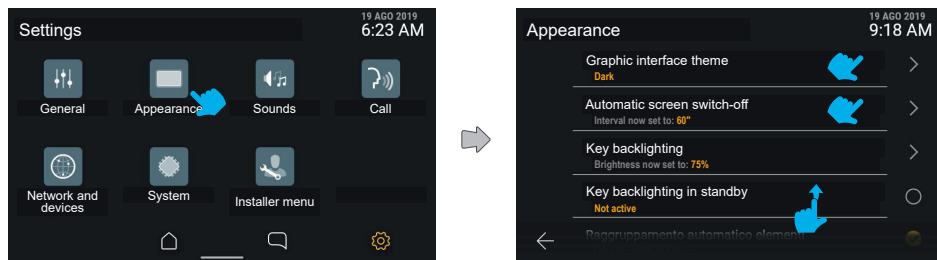 Settings
19 AGO 2019
6:23 AM
General
Appearance
Sounds
Call
Network and
devices
System
Installer menu
Appearance
19 AGO 2019
9:18 AM
Graphic interface theme
Dark
Automatic screen switch-off
Interval now set to: 60"
Key backlighting
Brightness now set to: 75%
Key backlighting in standby
Not active
Raggruppamento automatico elementi